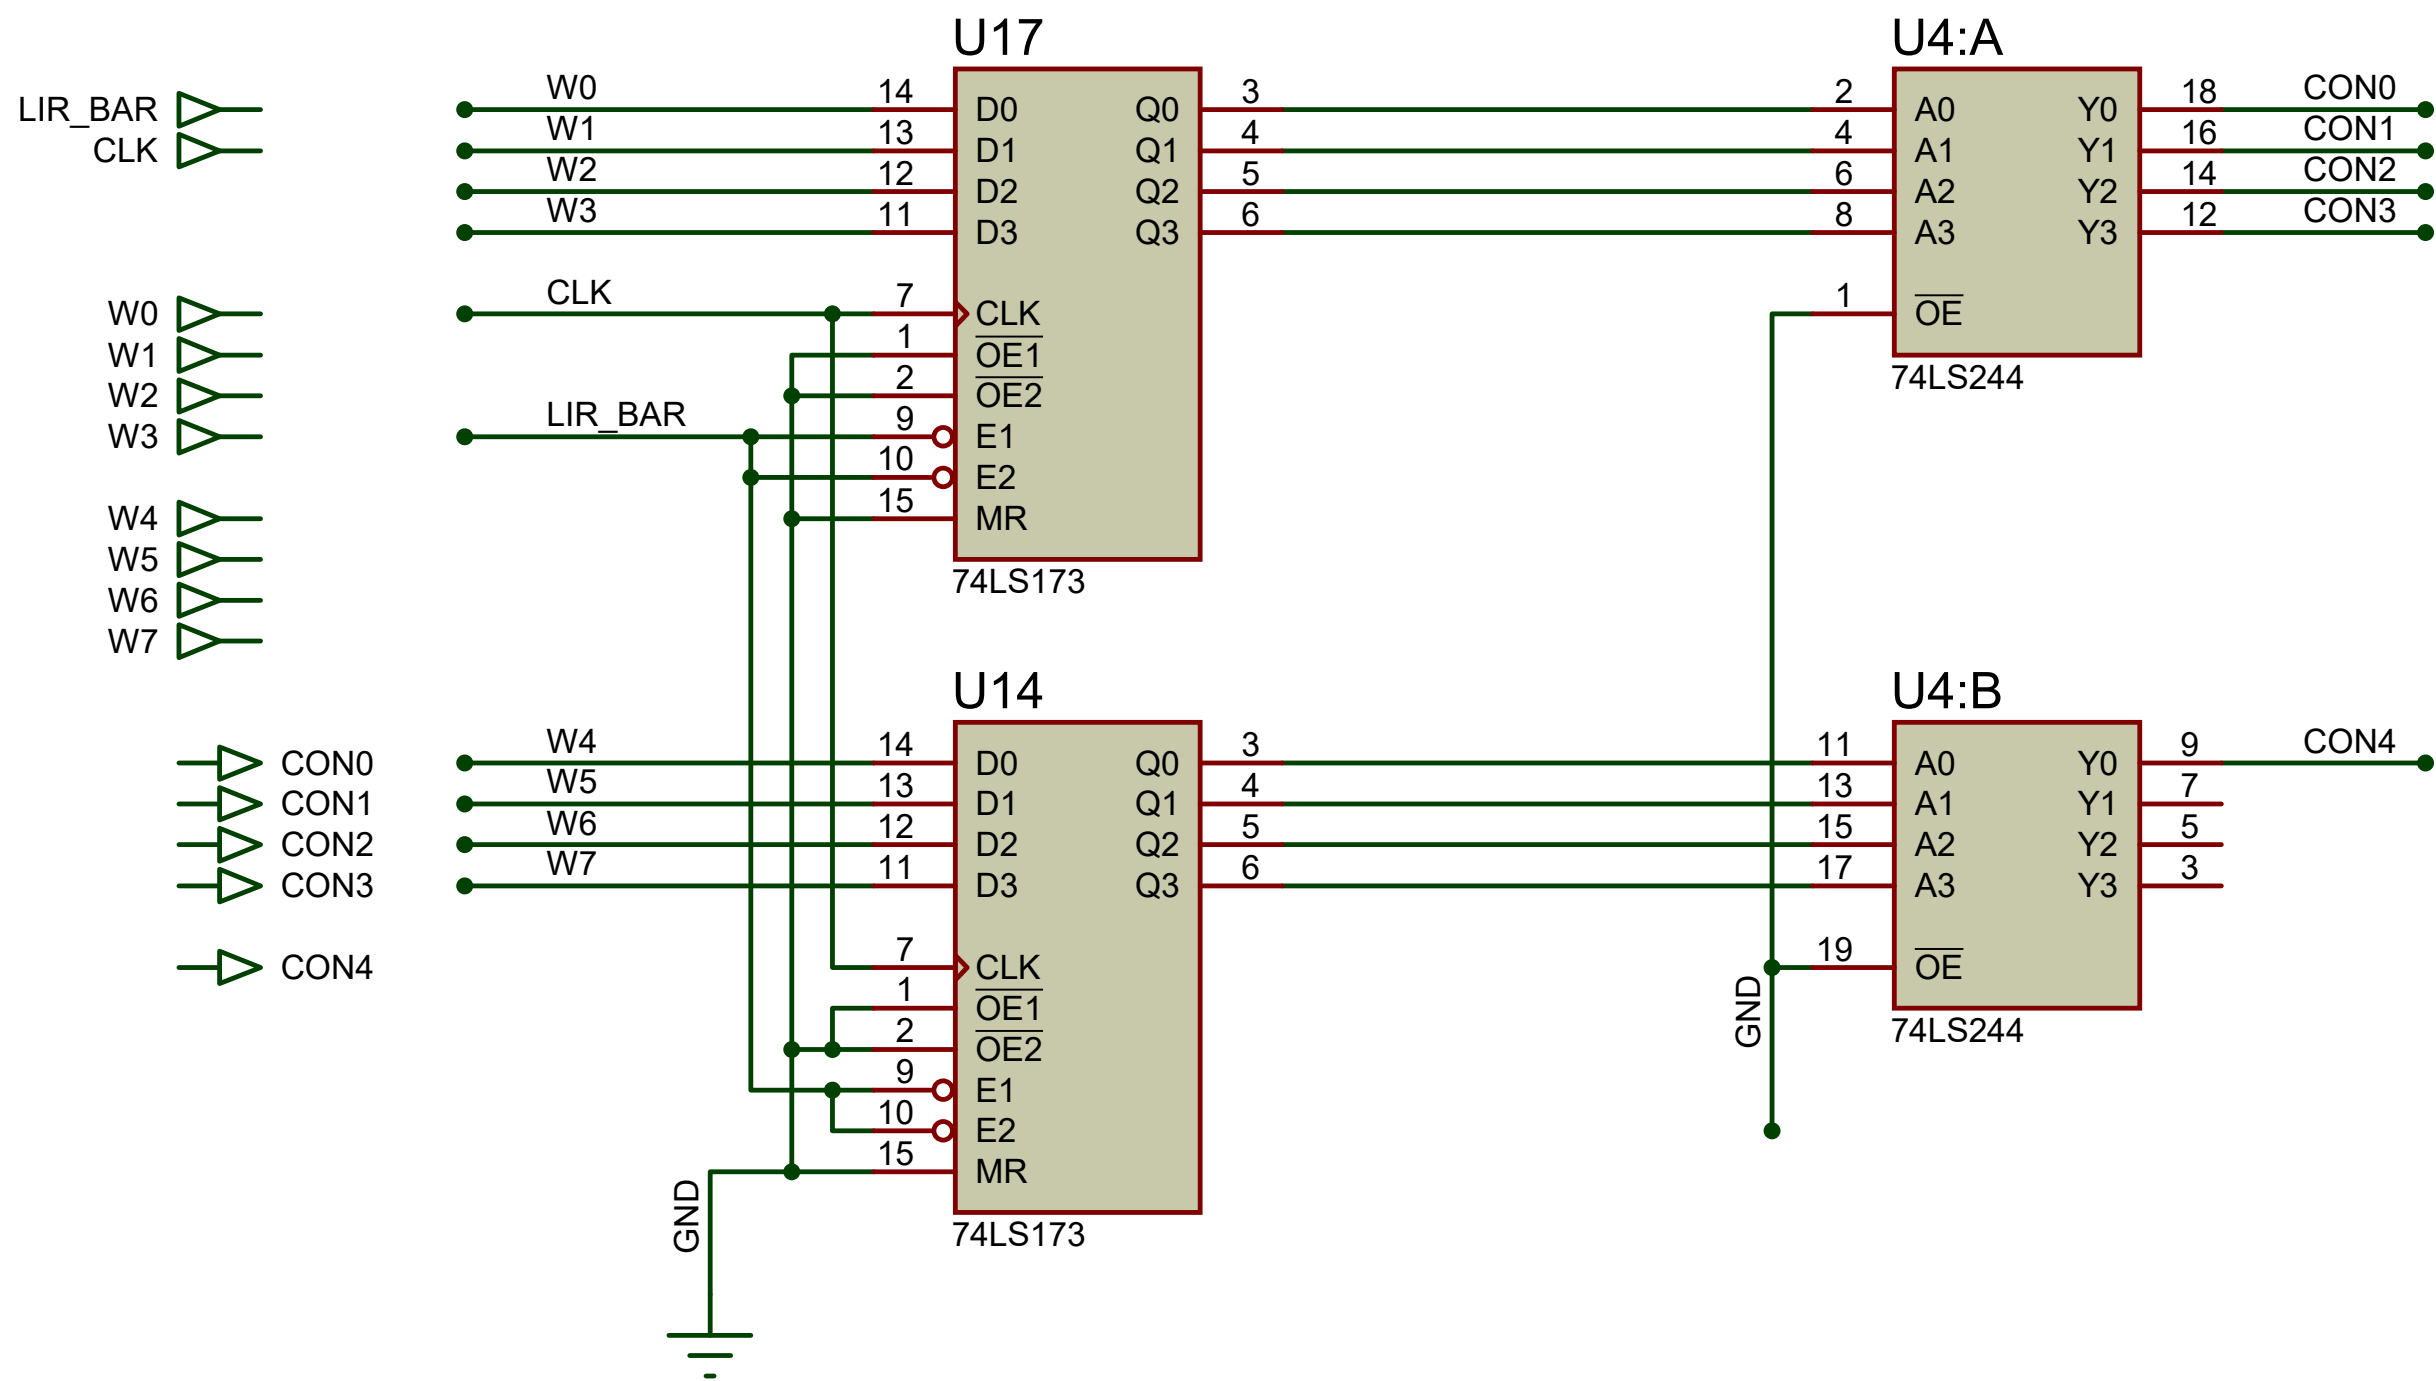 U17
U4:A
LIR_BAR
CLK
W0
W1
W2
W3
W4
W5
W6
W7
CON0
CON1
CON2
CON3
CON4
W0
W1
W2
W3
CLK
LIR_BAR
14 D0 Q0 3
13 D1 Q1 4
12 D2 Q2 5
11 D3 Q3 6
7 CLK
1 OE1
2 OE2
9 E1
10 E2
15 MR
74LS173
2 A0 Y0 18 CON0
4 A1 Y1 16 CON1
6 A2 Y2 14 CON2
8 A3 Y3 12 CON3
1 OE
74LS244
U14
W4
W5
W6
W7
14 D0 Q0 3
13 D1 Q1 4
12 D2 Q2 5
11 D3 Q3 6
7 CLK
1 OE1
2 OE2
9 E1
10 E2
15 MR
74LS173
GND
U4:B
11 A0 Y0 9 CON4
13 A1 Y1 7
15 A2 Y2 5
17 A3 Y3 3
19 OE
74LS244
GND